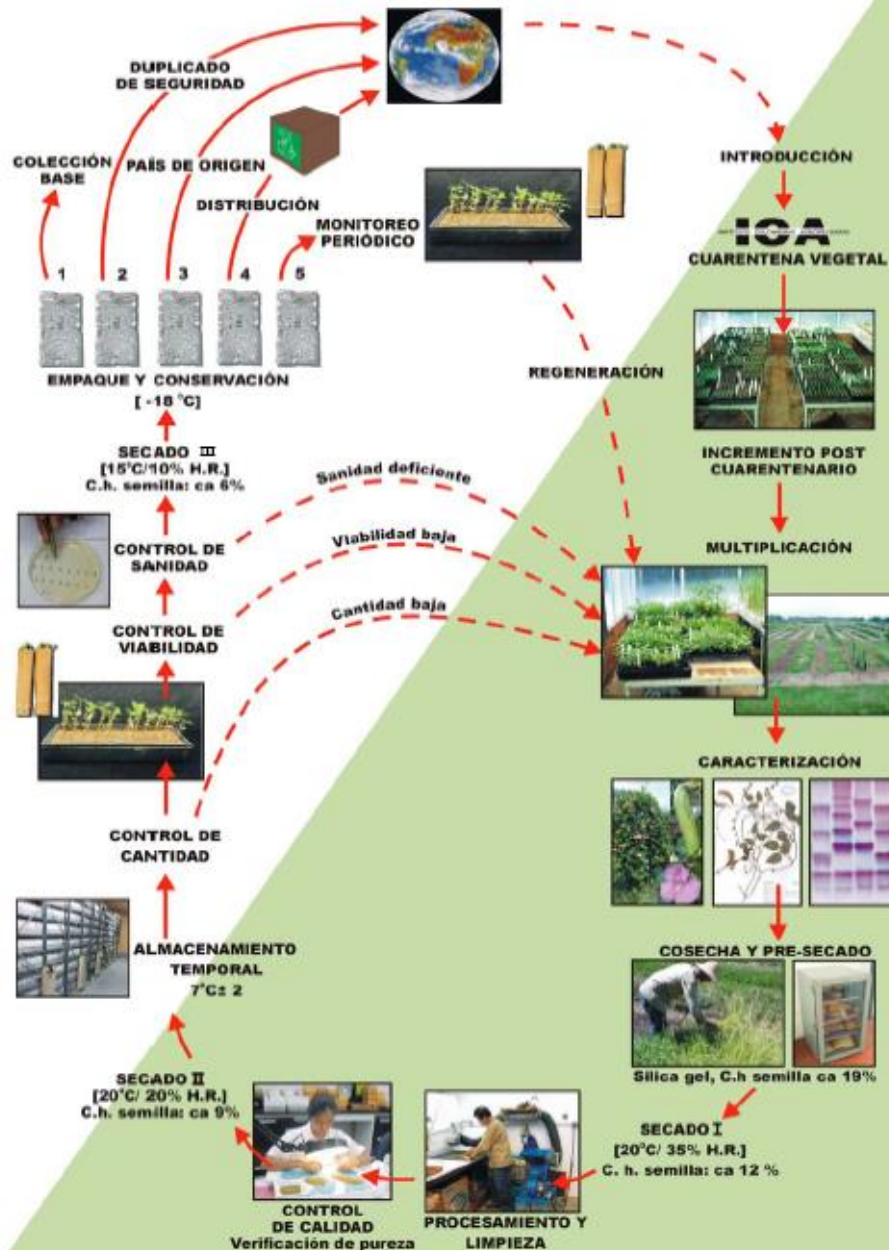 DUPLICADO
DE SEGURIDAD
COLECCIÓN
BASE
PAÍS DE ORIGEN
DISTRIBUCIÓN
MONITOREO
PERIÓDICO
1 2 3 4 5
EMPAQUE Y CONSERVACIÓN
[ -18 °C]
SECADO III
[15°C/10% H.R.]
C.h. semilla: ca 6%
CONTROL DE
SANIDAD
CONTROL DE
VIABILIDAD
CONTROL DE
CANTIDAD
ALMACENAMIENTO
TEMPORAL
7°C± 2
SECADO II
[20°C/ 20% H.R.]
C.h. semilla: ca 9%
CONTROL
DE CALIDAD
Verificación de pureza
PROCESAMIENTO Y
LIMPIEZA
SECADO I
[20°C/ 35% H.R.]
C. h. semilla: ca 12 %
Silica gel, C.h semilla ca 19%
COSECHA Y PRE-SECADO
CARACTERIZACIÓN
MULTIPLICACIÓN
INCREMENTO POST
CUARENTENARIO
ICA
CUARENTENA VEGETAL
INTRODUCCIÓN
REGENERACIÓN
Sanidad deficiente
Viabilidad baja
Cantidad baja